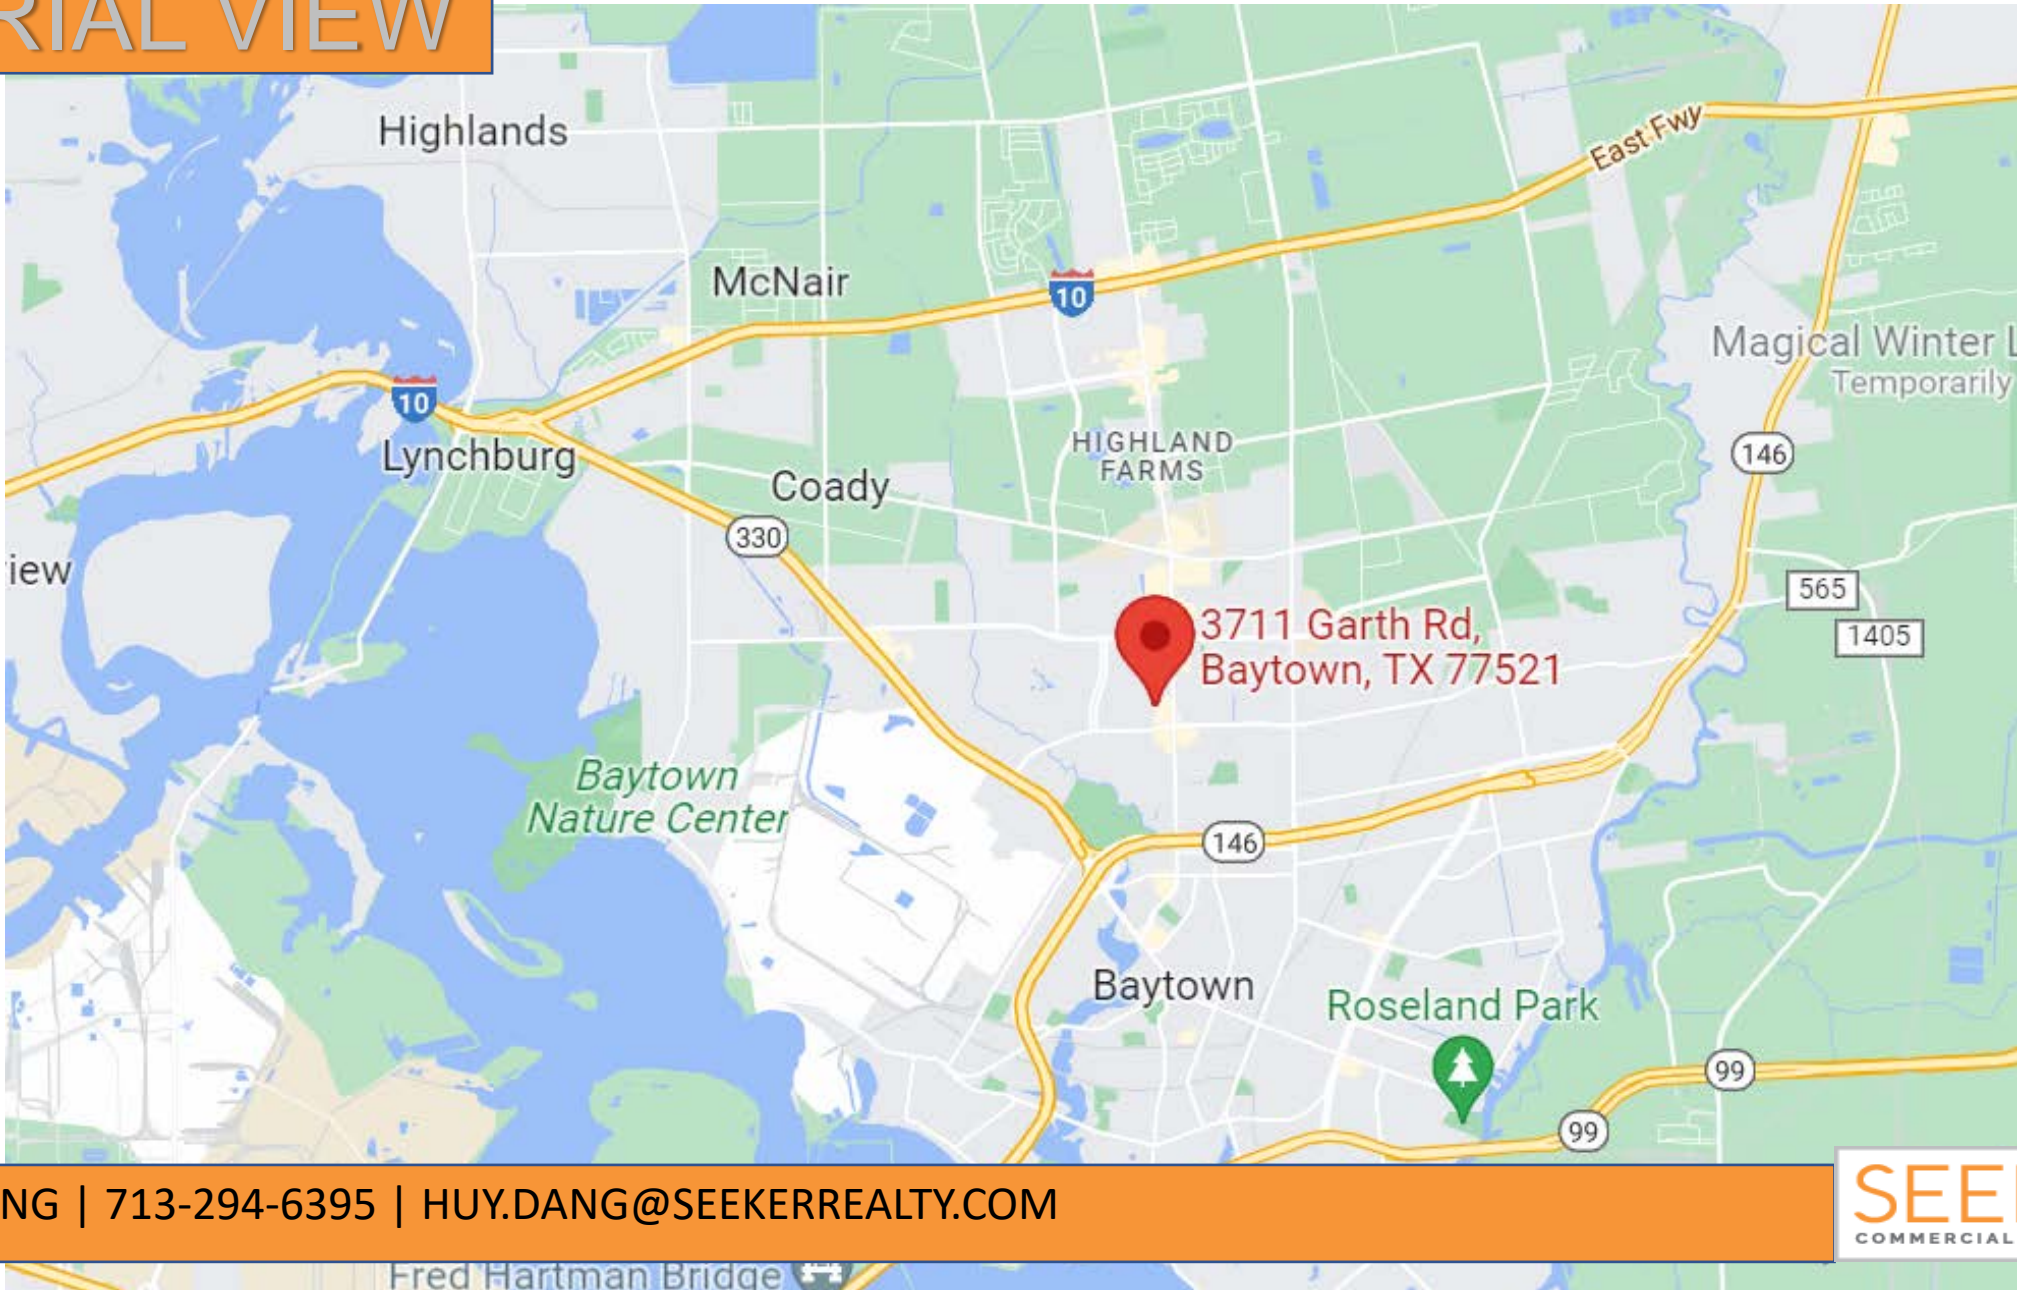 RIAL VIEW
Highlands
East Fwy
McNair
10
Magical Winter L
Temporarily
10
Lynchburg
HIGHLAND
FARMS
146
Coady
330
iew
565
1405
3711 Garth Rd,
Baytown, TX 77521
Baytown
Nature Center
146
Baytown
Roseland Park
99
99
NG | 713-294-6395 | HUY.DANG@SEEKERREALTY.COM
SEE
COMMERCIAL
Fred Hartman Bridge